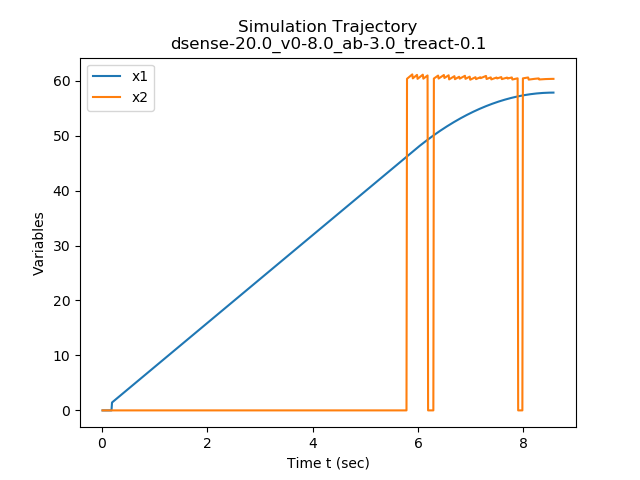 Simulation Trajectory
dsense-20.0_v0-8.0_ab-3.0_treact-0.1
x1
x2
60
50
40
30
20
10
0
Variables
0 2 4 6 8
Time t (sec)